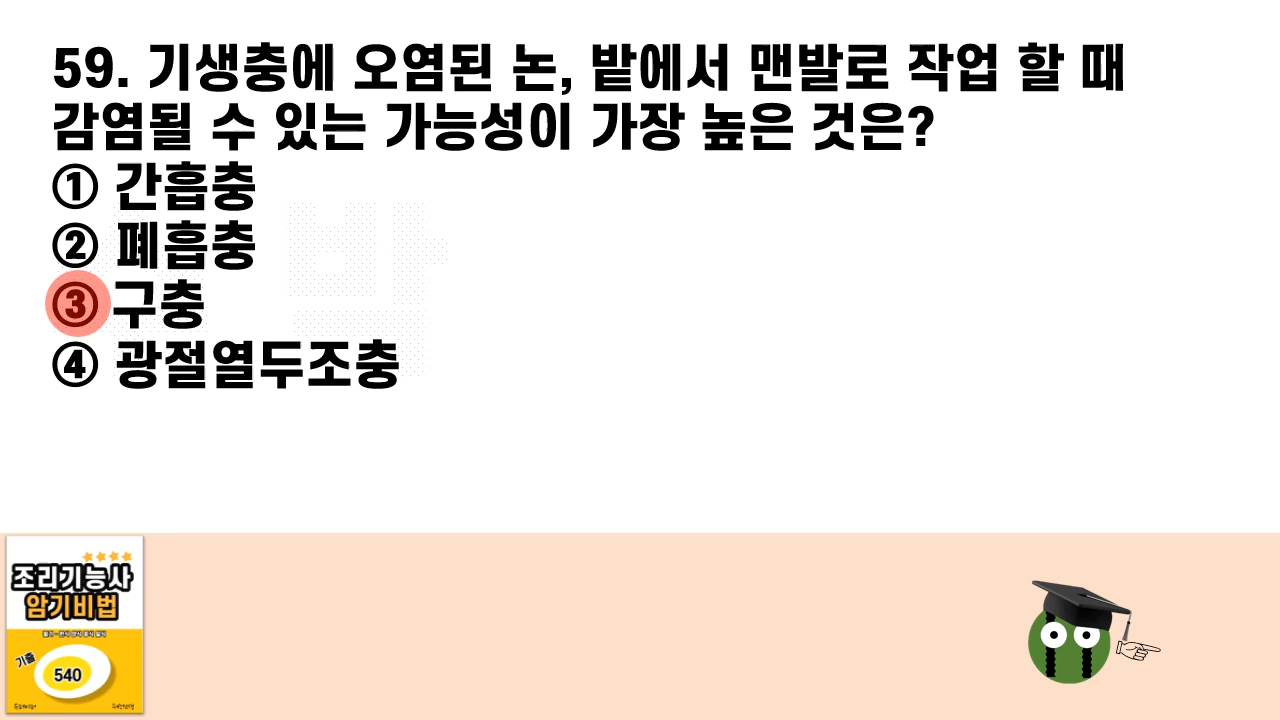 59. 기생충에 오염된 논, 밭에서 맨발로 작업 할 때
감염될 수 있는 가능성이 가장 높은 것은?
① 간흡충
② 폐흡충
③ 구충
④ 광절열두조충
조리기능사
암기비법
기출
540